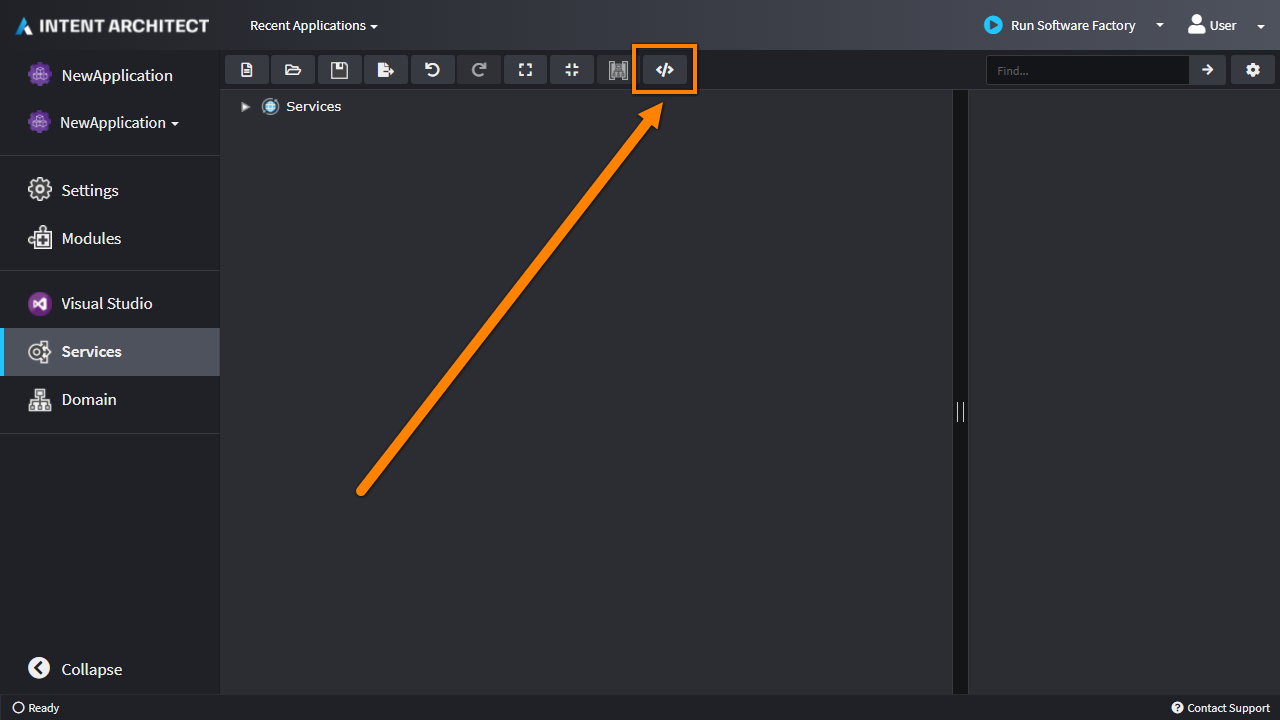 INTENT ARCHITECT
Recent Applications
Run Software Factory
User
NewApplication
NewApplication
Settings
Modules
Visual Studio
Services
Domain
Collapse
Services
Find...
Ready
Contact Support